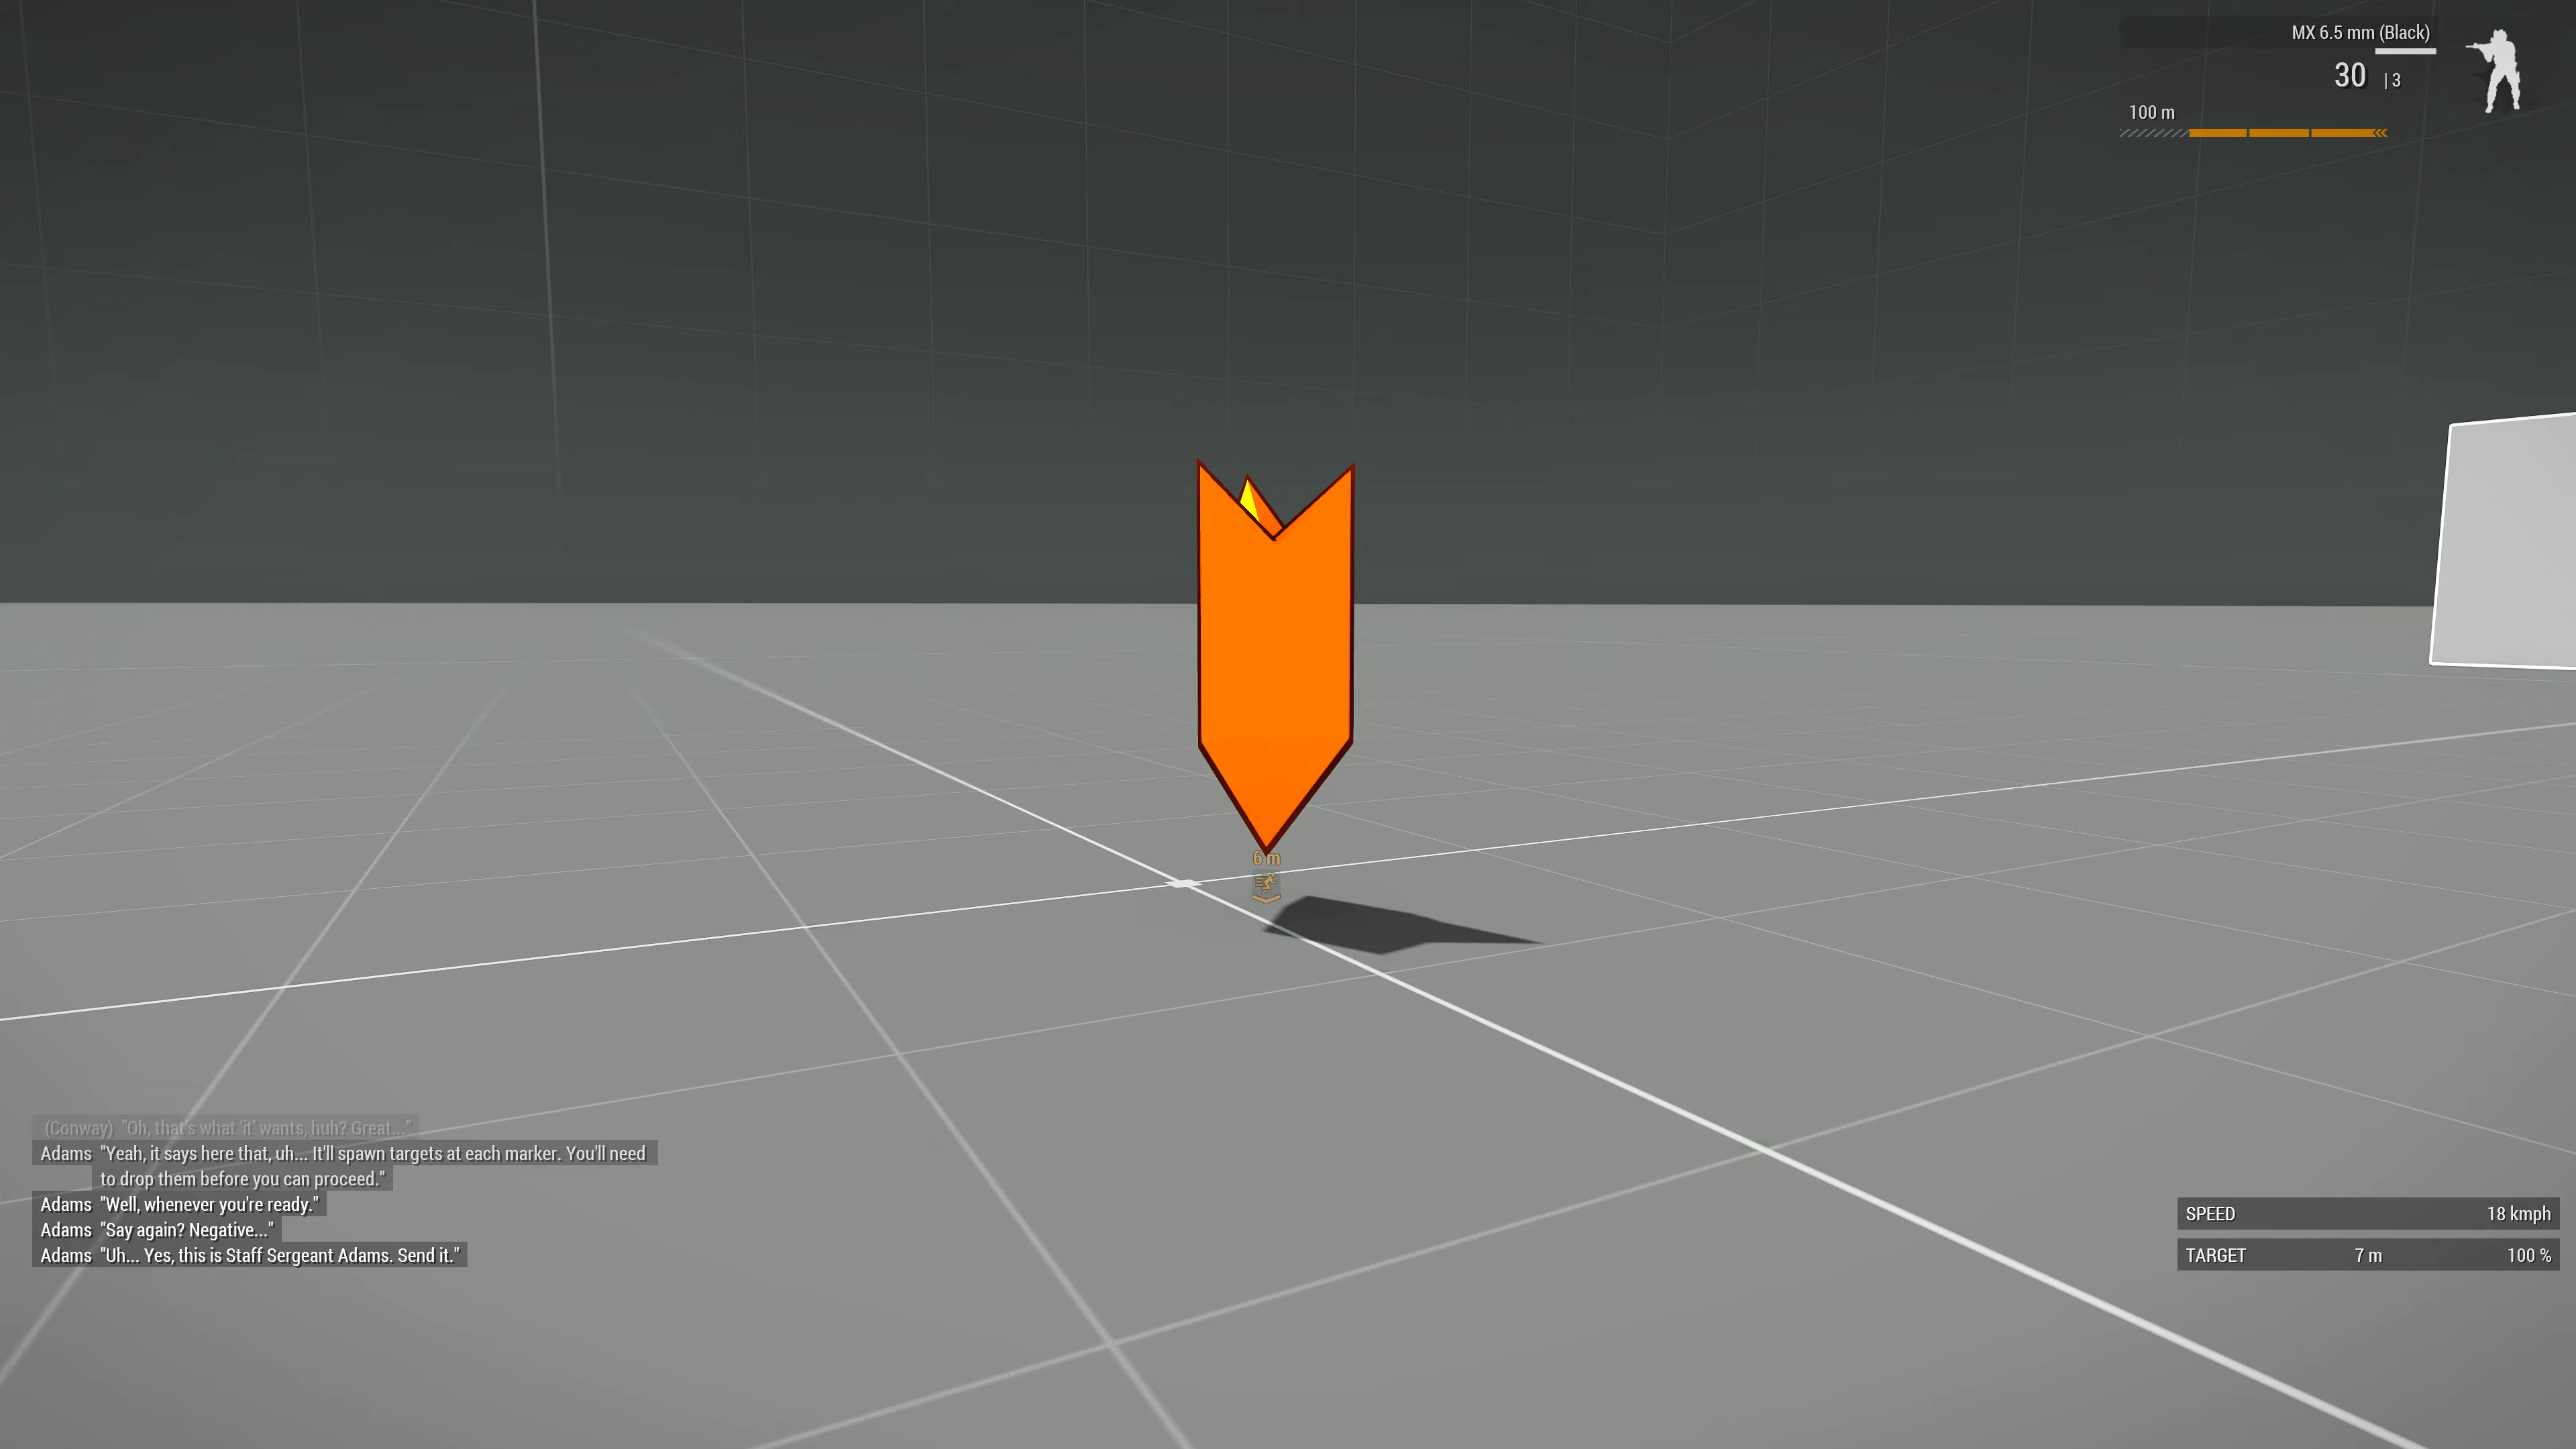 MX 6.5 mm (Black)
30 | 3
100 m
6 m
(Conway) "Oh, that's what 'it' wants, huh? Great..."
Adams "Yeah, it says here that, uh... It'll spawn targets at each marker. You'll need
to drop them before you can proceed."
Adams "Well, whenever you're ready."
Adams "Say again? Negative..."
Adams "Uh... Yes, this is Staff Sergeant Adams. Send it."
SPEED 18 kmph
TARGET 7 m 100 %